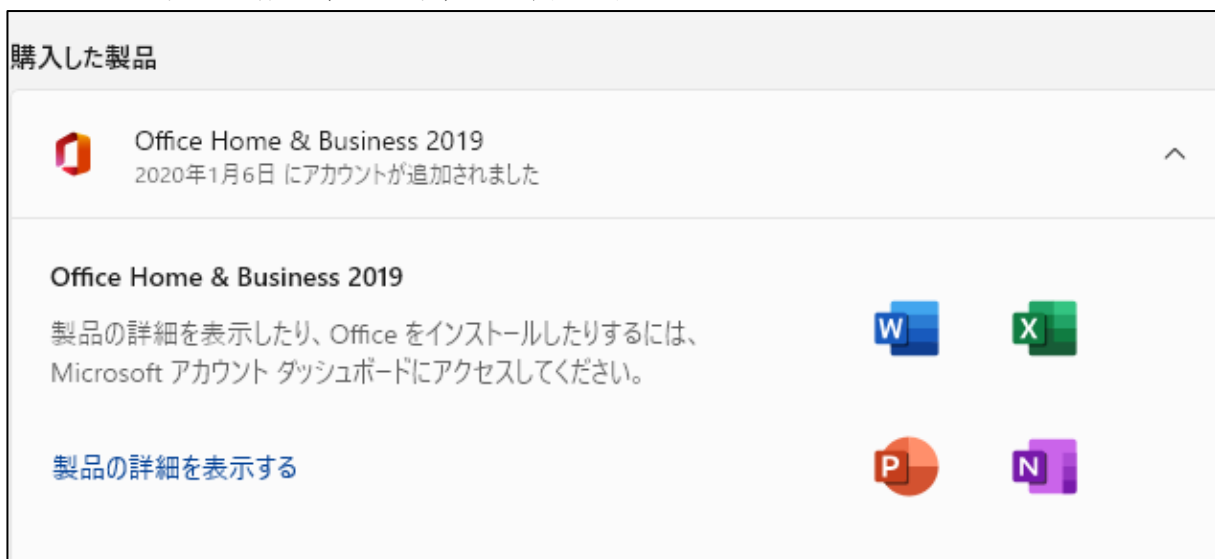 購入した製品
Office Home & Business 2019
2020年1月6日 にアカウントが追加されました
Office Home & Business 2019
製品の詳細を表示したり、Office をインストールしたりするには、
Microsoft アカウント ダッシュボードにアクセスしてください。
W X
製品の詳細を表示する
P N